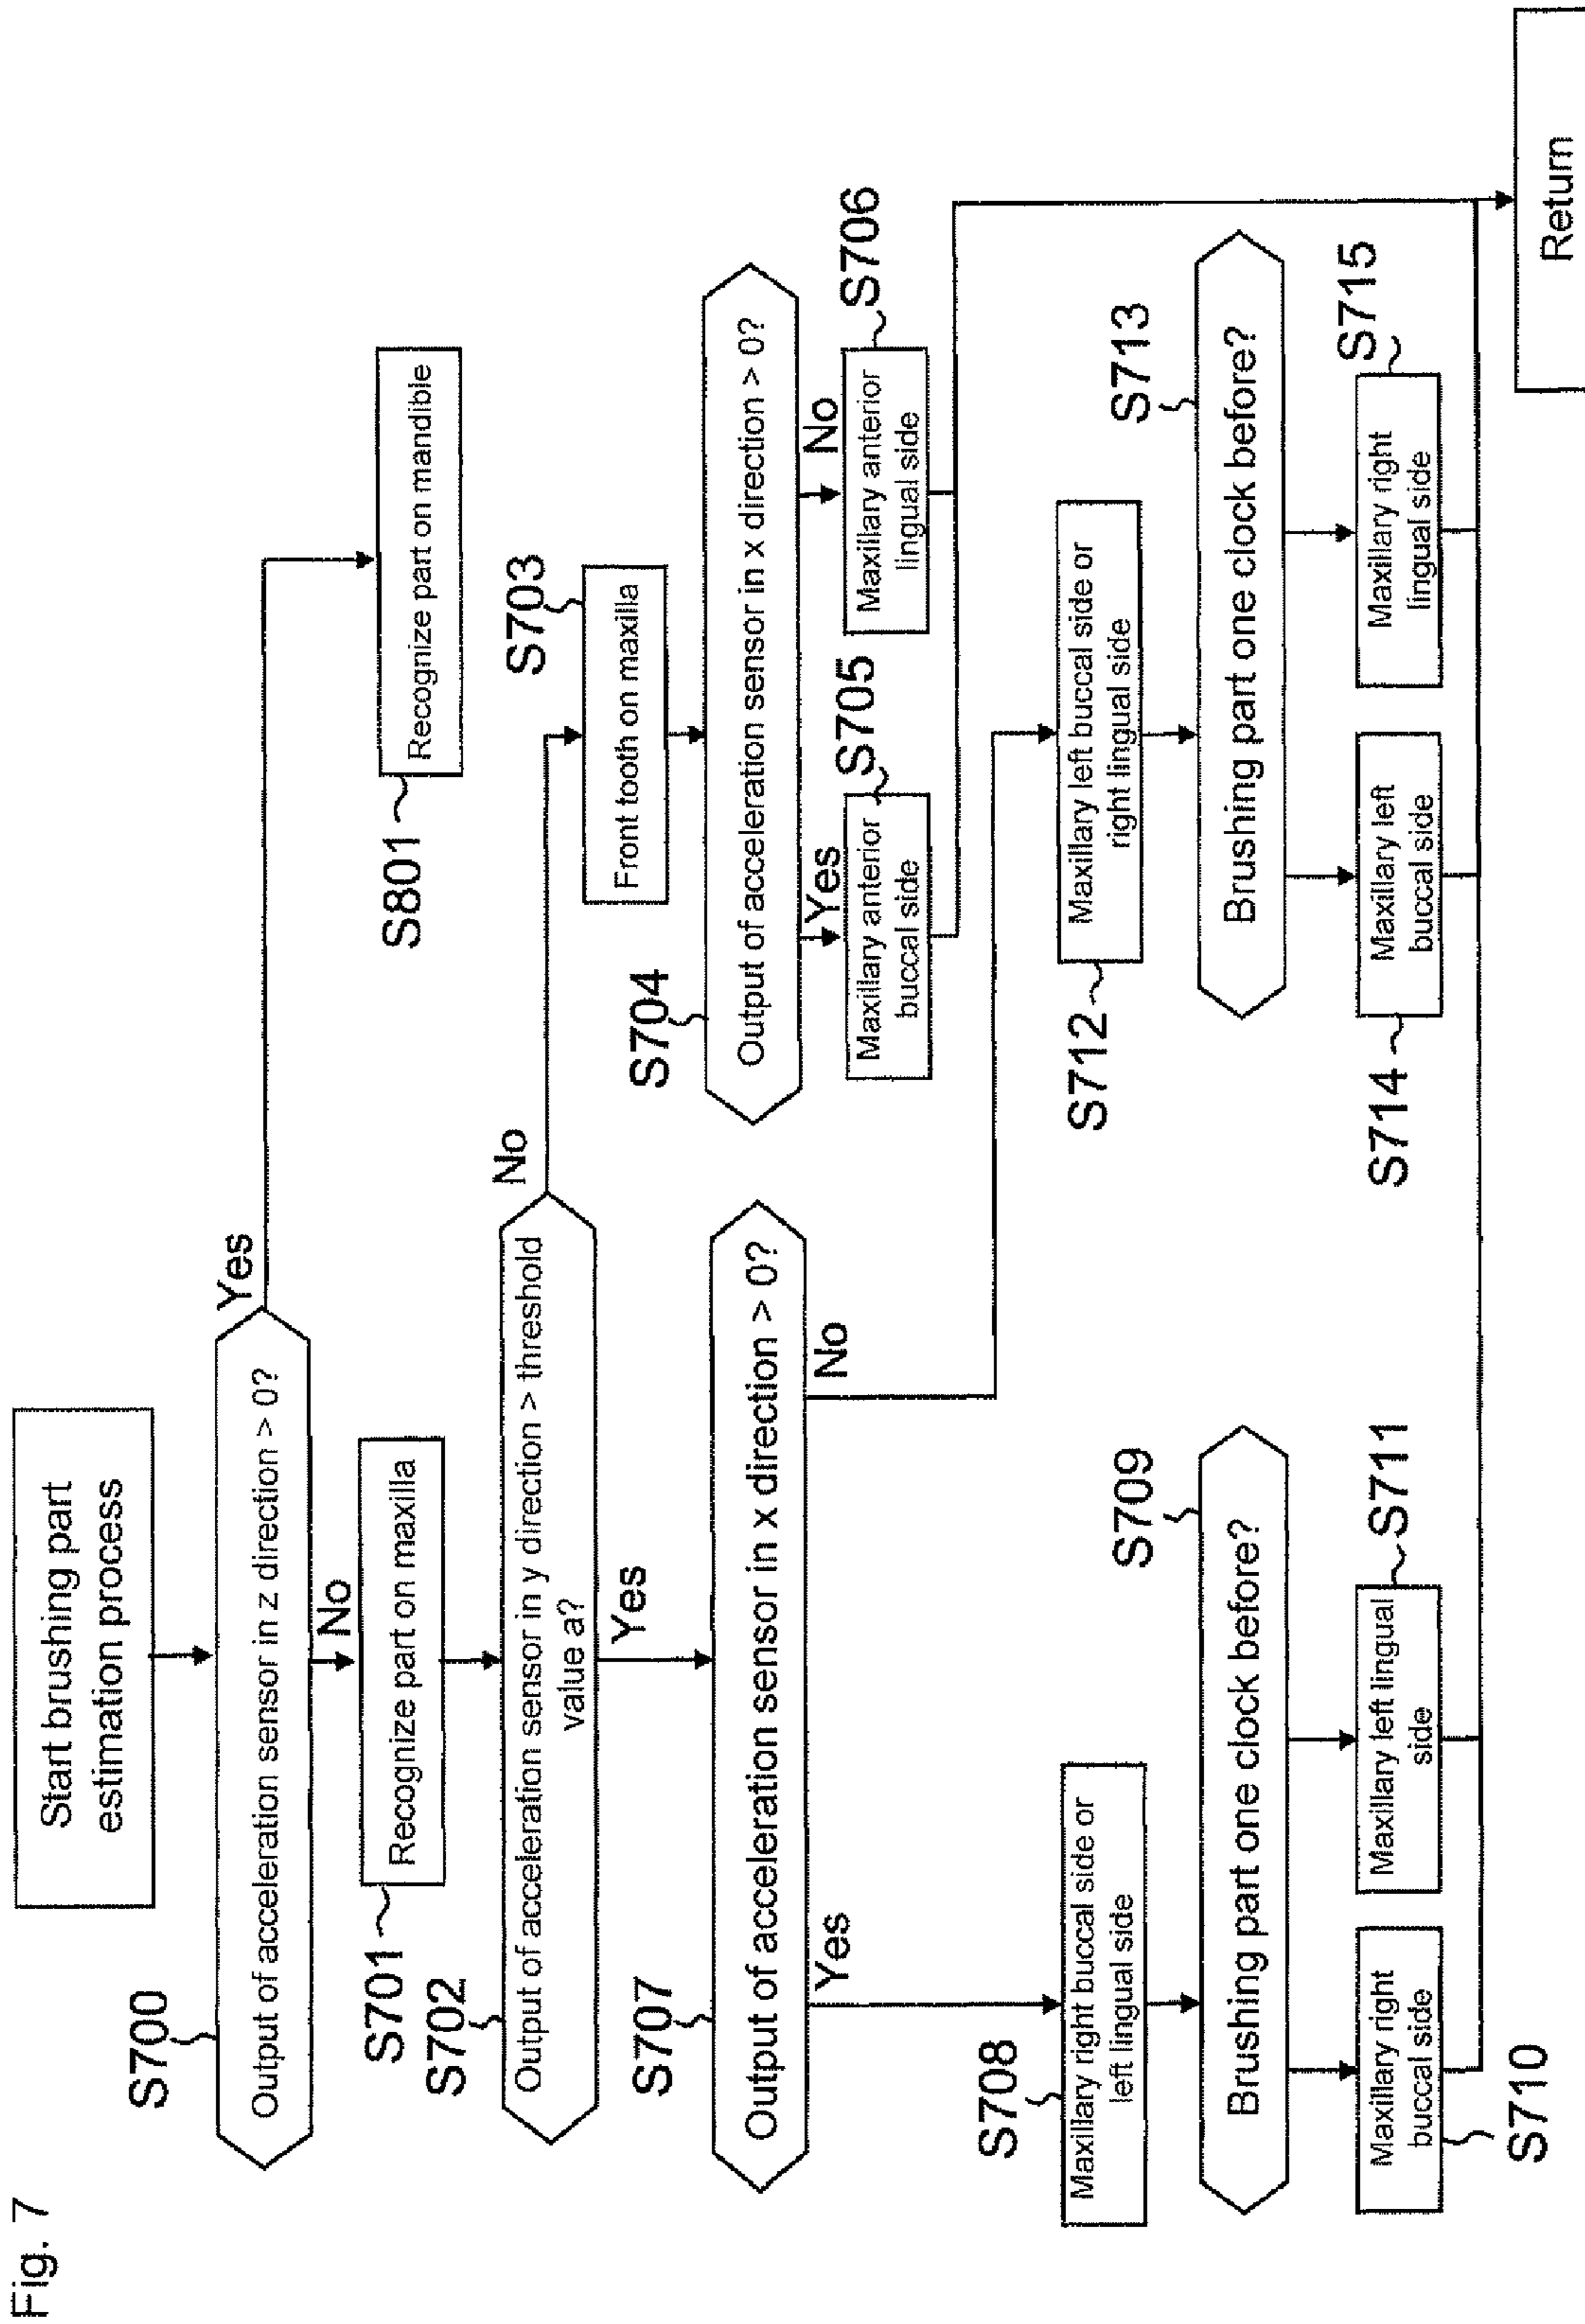 Fig. 7
Start brushing part
estimation process
S700
Output of acceleration sensor in z direction > 0?
Yes
No
S701
Recognize part on maxilla
S801
Recognize part on mandible
S702
Output of acceleration sensor in y direction > threshold
value a?
No
Yes
S703
Front tooth on maxilla
S704
Output of acceleration sensor in x direction > 0?
Yes
No
S705
Maxillary anterior
buccal side
S706
Maxillary anterior
lingual side
S707
Output of acceleration sensor in x direction > 0?
Yes
No
S708
Maxillary right buccal side or
left lingual side
S709
Brushing part one clock before?
S710
Maxillary right
buccal side
S711
Maxillary left lingual
side
S712
Maxillary left buccal side or
right lingual side
S713
Brushing part one clock before?
S714
Maxillary left
buccal side
S715
Maxillary right
lingual side
Return